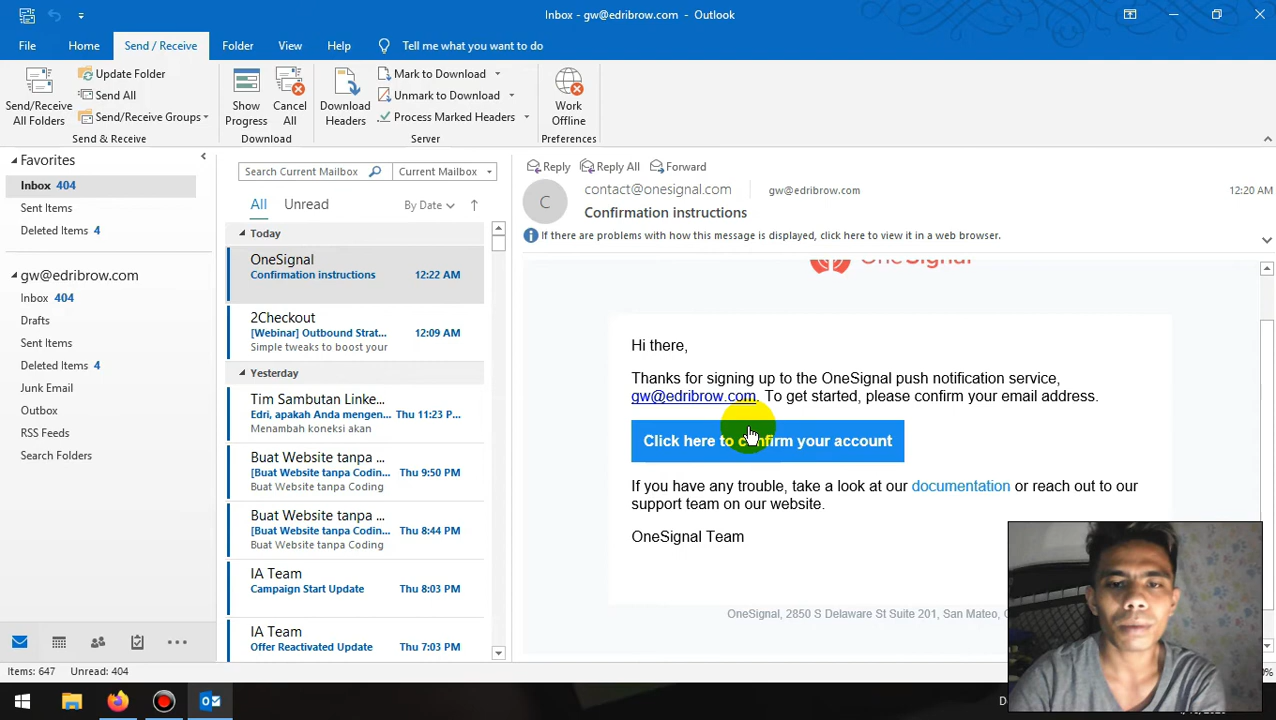 Inbox - gw@edribrow.com - Outlook
File
Home
Send / Receive
Folder
View
Help
Tell me what you want to do
Send/Receive
All Folders
Update Folder
Send All
Send/Receive Groups
Send & Receive
Show
Progress
Cancel
All
Download
Download
Headers
Mark to Download
Unmark to Download
Process Marked Headers
Server
Work
Offline
Preferences
Favorites
Inbox 404
Sent Items
Deleted Items 4
gw@edribrow.com
Inbox 404
Drafts
Sent Items
Deleted Items 4
Junk Email
Outbox
RSS Feeds
Search Folders
Search Current Mailbox
Current Mailbox
All
Unread
By Date
Today
OneSignal
Confirmation instructions 12:22 AM
2Checkout
[Webinar] Outbound Strat... 12:09 AM
Simple tweaks to boost your
Yesterday
Tim Sambutan Linke...
Edri, apakah Anda mengen... Thu 11:23 P...
Menambah koneksi akan
Buat Website tanpa ...
[Buat Website tanpa Codin... Thu 9:50 PM
Buat Website tanpa Coding
Buat Website tanpa ...
[Buat Website tanpa Codin... Thu 8:44 PM
Buat Website tanpa Coding
IA Team
Campaign Start Update Thu 8:03 PM
IA Team
Offer Reactivated Update Thu 7:03 PM
Reply
Reply All
Forward
C
contact@onesignal.com
gw@edribrow.com
12:20 AM
Confirmation instructions
If there are problems with how this message is displayed, click here to view it in a web browser.
OneSignal
Hi there,
Thanks for signing up to the OneSignal push notification service,
gw@edribrow.com. To get started, please confirm your email address.
Click here to confirm your account
If you have any trouble, take a look at our documentation or reach out to our
support team on our website.
OneSignal Team
OneSignal, 2850 S Delaware St Suite 201, San Mateo,
Items: 647
Unread: 404